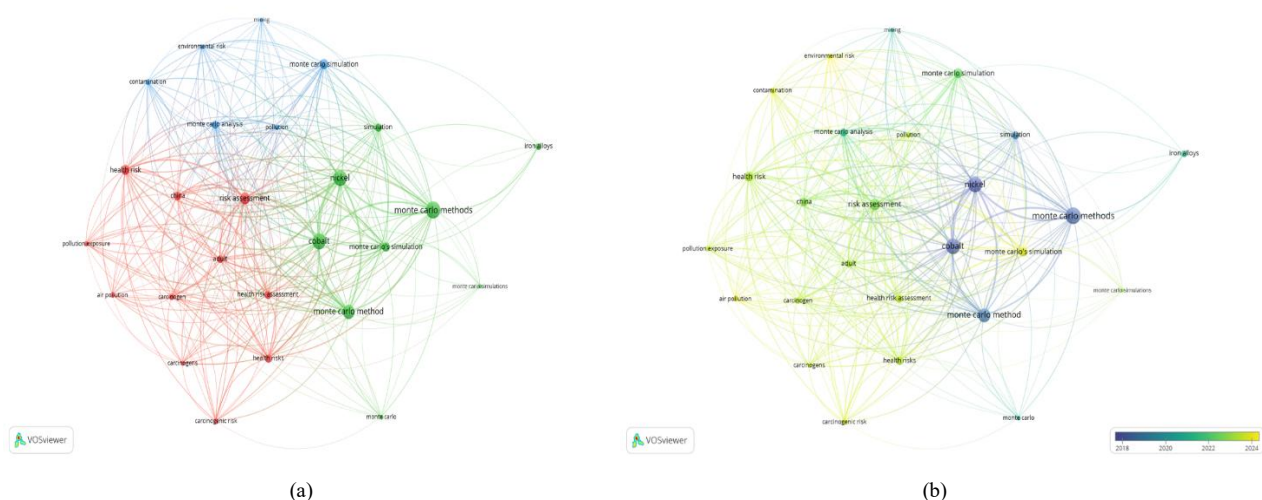 mining
environmental risk
monte carlo simulation
contamination
monte carlo analysis
pollution
simulation
iron alloys
health risk
china
risk assessment
nickel
monte carlo methods
pollution exposure
cobalt
monte carlo's simulation
adult
air pollution
carcinogen
health risk assessment
monte carlo simulations
monte carlo method
carcinogens
health risks
carcinogenic risk
monte carlo
VOSviewer
(a)
mining
environmental risk
monte carlo simulation
contamination
monte carlo analysis
pollution
simulation
iron alloys
health risk
china
risk assessment
nickel
monte carlo methods
pollution exposure
cobalt
monte carlo's simulation
adult
air pollution
carcinogen
health risk assessment
monte carlo simulations
monte carlo method
carcinogens
health risks
carcinogenic risk
monte carlo
VOSviewer
2018 2020 2022 2024
(b)